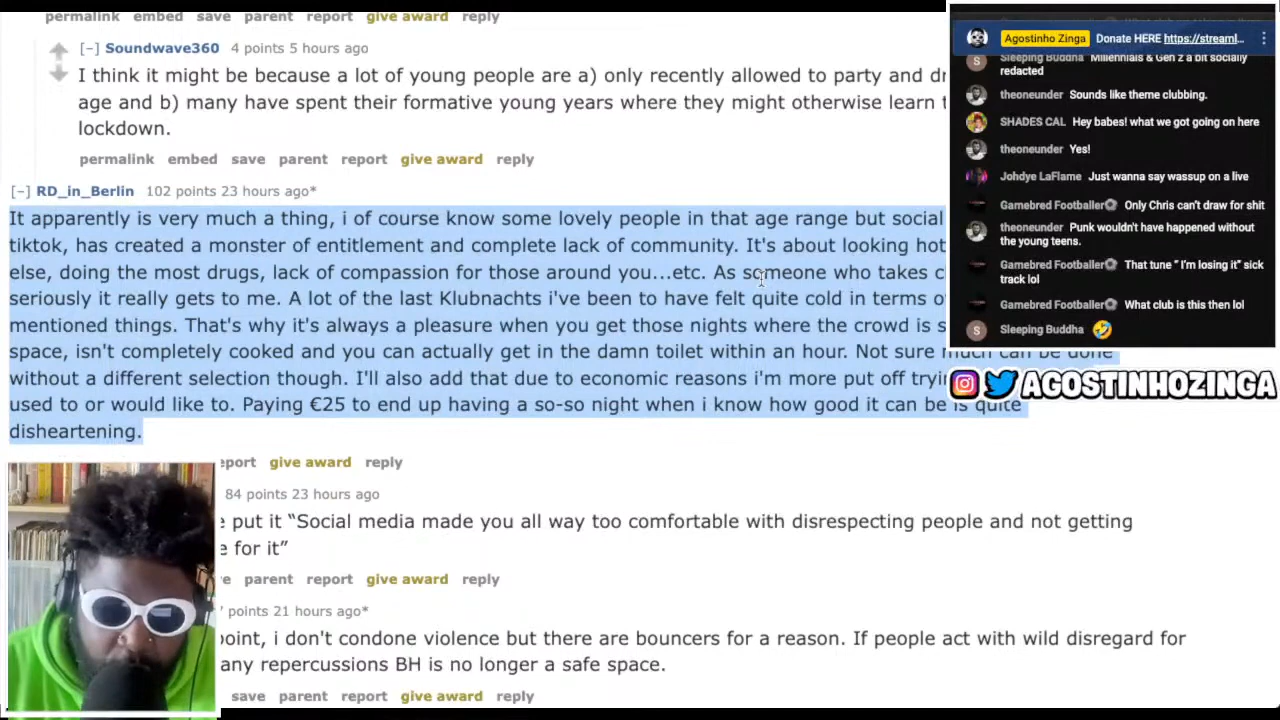 permalink embed save parent report give award reply
[-] Soundwave360 4 points 5 hours ago
I think it might be because a lot of young people are a) only recently allowed to party and
age and b) many have spent their formative young years where they might otherwise learn
lockdown.
permalink embed save parent report give award reply
[-] RD_in_Berlin 102 points 23 hours ago*
It apparently is very much a thing, i of course know some lovely people in that age range but social
tiktok, has created a monster of entitlement and complete lack of community. It's about looking hot
else, doing the most drugs, lack of compassion for those around you...etc. As someone who takes
seriously it really gets to me. A lot of the last Klubnachts i've been to have felt quite cold in terms
mentioned things. That's why it's always a pleasure when you get those nights where the crowd is
space, isn't completely cooked and you can actually get in the damn toilet within an hour. Not sure much can be done
without a different selection though. I'll also add that due to economic reasons i'm more put off
used to or would like to. Paying €25 to end up having a so-so night when i know how good it can be is quite
disheartening.
give award reply
84 points 23 hours ago
put it “Social media made you all way too comfortable with disrespecting people and not getting
for it”
parent report give award reply
points 21 hours ago*
i don't condone violence but there are bouncers for a reason. If people act with wild disregard for
any repercussions BH is no longer a safe space.
save parent report give award reply
Agostinho Zinga Donate HERE https://streaml...
Sleeping Buddha Millennials & Gen Z a bit socially
redacted
theoneunder Sounds like theme clubbing.
SHADES CAL Hey babes! what we got going on here
theoneunder Yes!
Johdye LaFlame Just wanna say wassup on a live
Gamebred Footballer⚽ Only Chris can't draw for shit
theoneunder Punk wouldn't have happened without
the young teens.
Gamebred Footballer⚽ That tune “ I'm losing it” sick
track lol
Gamebred Footballer⚽ What club is this then lol
Sleeping Buddha 🤣
AGOSTINHOZINGA